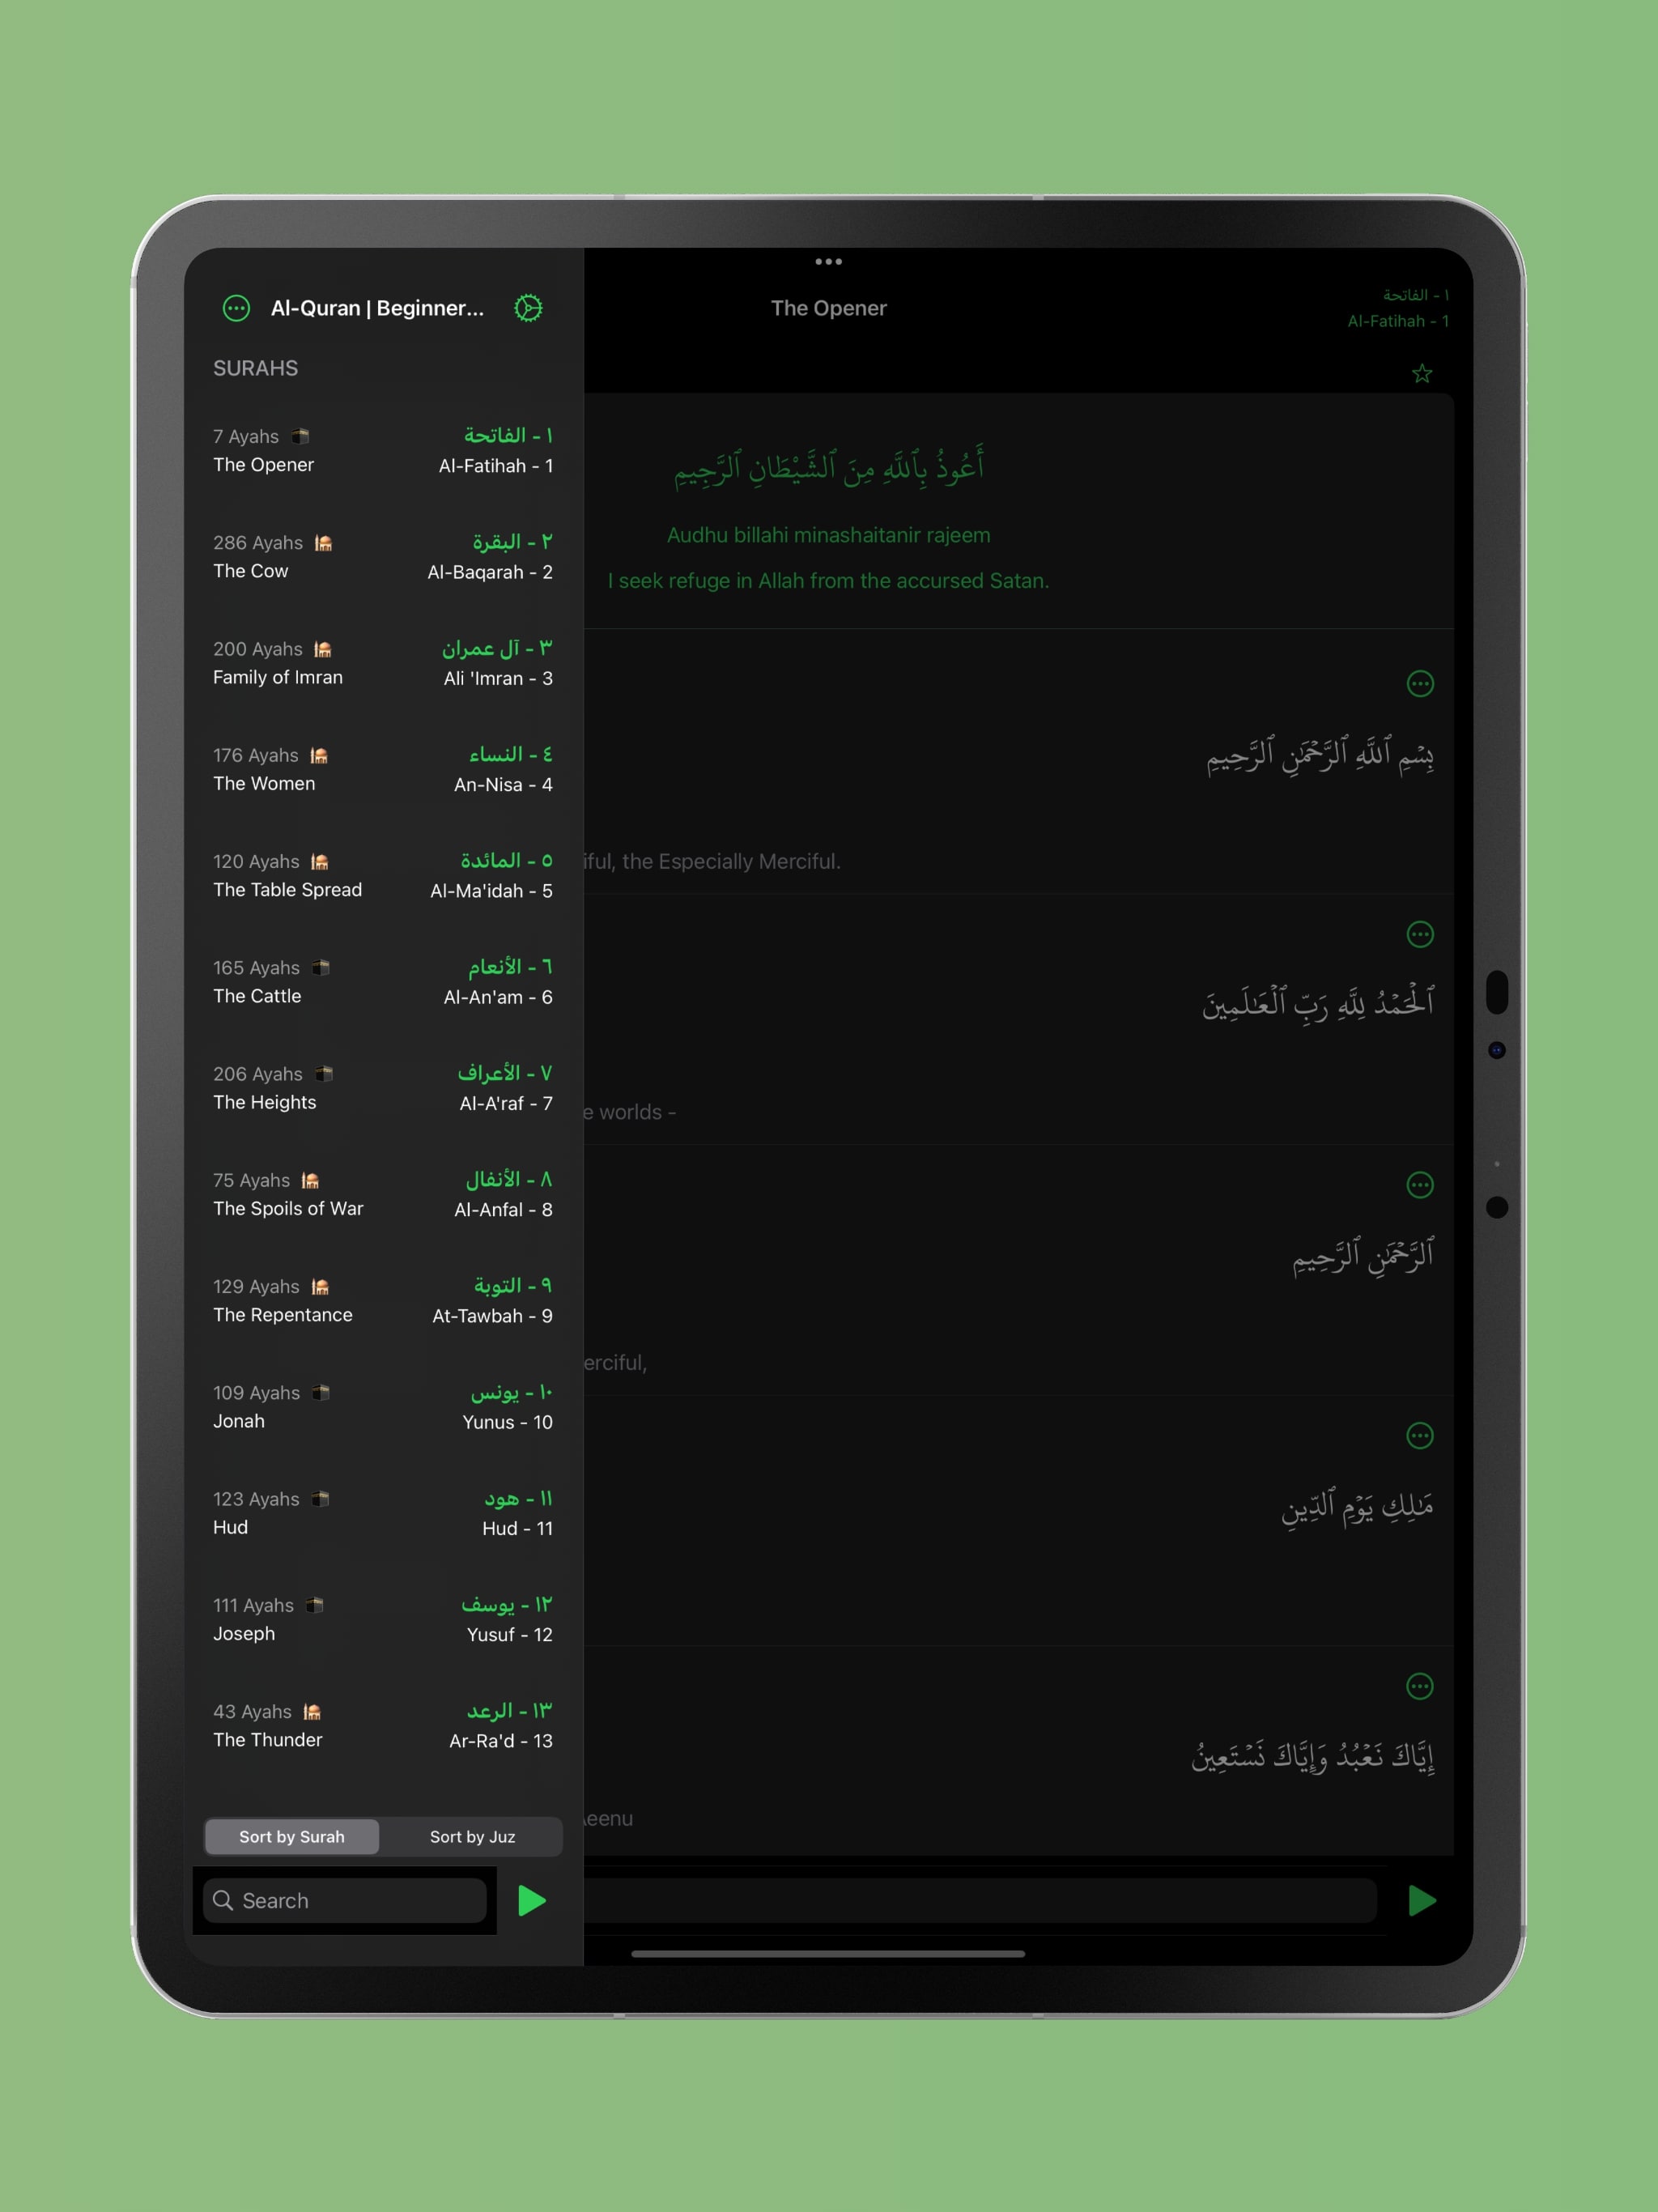 Al-Quran | Beginner...
SURAHS
7 Ayahs
١ - الفاتحة
The Opener
Al-Fatihah - 1
286 Ayahs
٢ - البقرة
The Cow
Al-Baqarah - 2
200 Ayahs
٣ - آل عمران
Family of Imran
Ali 'Imran - 3
176 Ayahs
٤ - النساء
The Women
An-Nisa - 4
120 Ayahs
٥ - المائدة
The Table Spread
Al-Ma'idah - 5
165 Ayahs
٦ - الأنعام
The Cattle
Al-An'am - 6
206 Ayahs
٧ - الأعراف
The Heights
Al-A'raf - 7
75 Ayahs
٨ - الأنفال
The Spoils of War
Al-Anfal - 8
129 Ayahs
٩ - التوبة
The Repentance
At-Tawbah - 9
109 Ayahs
١٠ - يونس
Jonah
Yunus - 10
123 Ayahs
١١ - هود
Hud
Hud - 11
111 Ayahs
١٢ - يوسف
Joseph
Yusuf - 12
43 Ayahs
١٣ - الرعد
The Thunder
Ar-Ra'd - 13
Sort by Surah
Sort by Juz
Search
The Opener
١ - الفاتحة
Al-Fatihah - 1
أَعُوذُ بِٱللَّهِ مِنَ ٱلشَّيْطَانِ ٱلرَّجِيمِ
Audhu billahi minashaitanir rajeem
I seek refuge in Allah from the accursed Satan.
بِسۡمِ ٱللَّهِ ٱلرَّحۡمَٰنِ ٱلرَّحِيمِ
iful, the Especially Merciful.
ٱلۡحَمۡدُ لِلَّهِ رَبِّ ٱلۡعَٰلَمِينَ
e worlds -
ٱلرَّحۡمَٰنِ ٱلرَّحِيمِ
erciful,
مَٰلِكِ يَوۡمِ ٱلدِّينِ
إِيَّاكَ نَعۡبُدُ وَإِيَّاكَ نَسۡتَعِينُ
eenu